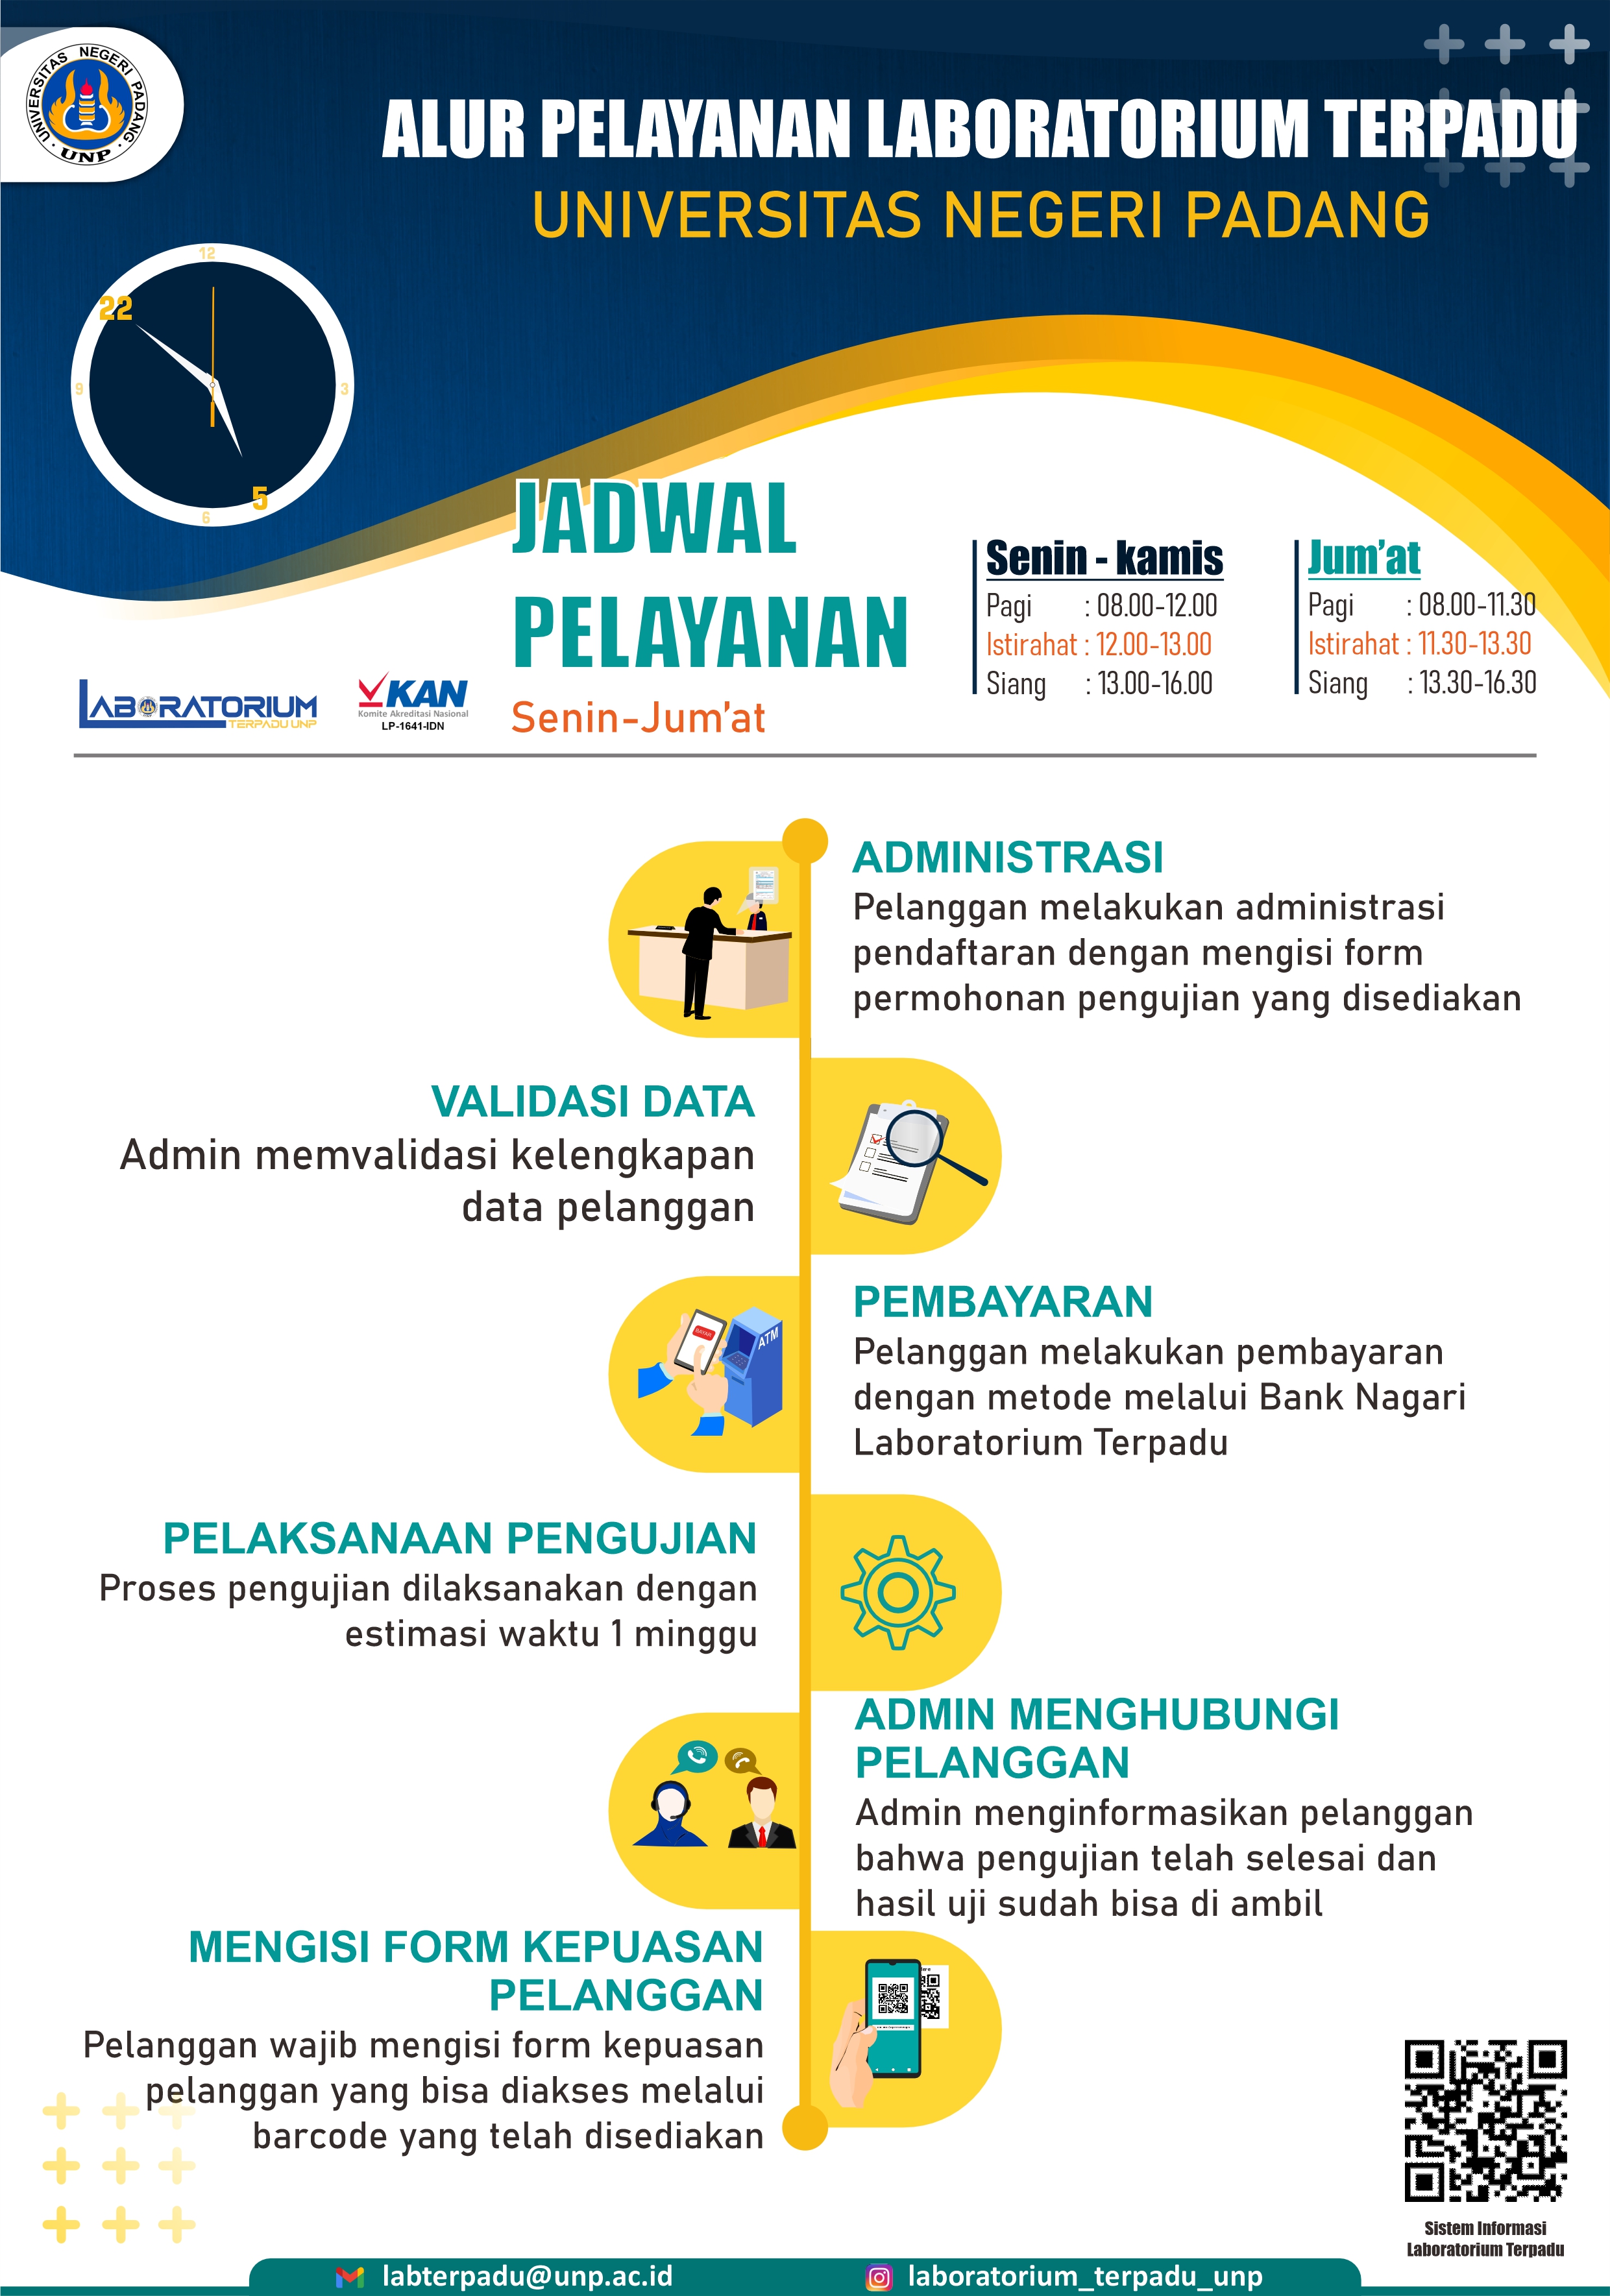 UNIVERSITAS NEGERI PADANG
UNP
ALUR PELAYANAN LABORATORIUM TERPADU
UNIVERSITAS NEGERI PADANG
12
22
9
3
5
6
JADWAL
PELAYANAN
Senin-Jum'at
Senin - kamis
Pagi : 08.00-12.00
Istirahat : 12.00-13.00
Siang : 13.00-16.00
Jum'at
Pagi : 08.00-11.30
Istirahat : 11.30-13.30
Siang : 13.30-16.30
LABORATORIUM
TERPADU UNP
KAN
Komite Akreditasi Nasional
LP-1641-IDN
ADMINISTRASI
Pelanggan melakukan administrasi
pendaftaran dengan mengisi form
permohonan pengujian yang disediakan
VALIDASI DATA
Admin memvalidasi kelengkapan
data pelanggan
BAYAR
ATM
PEMBAYARAN
Pelanggan melakukan pembayaran
dengan metode melalui Bank Nagari
Laboratorium Terpadu
PELAKSANAAN PENGUJIAN
Proses pengujian dilaksanakan dengan
estimasi waktu 1 minggu
ADMIN MENGHUBUNGI
PELANGGAN
Admin menginformasikan pelanggan
bahwa pengujian telah selesai dan
hasil uji sudah bisa di ambil
MENGISI FORM KEPUASAN
PELANGGAN
Pelanggan wajib mengisi form kepuasan
pelanggan yang bisa diakses melalui
barcode yang telah disediakan
Sistem Informasi
Laboratorium Terpadu
labterpadu@unp.ac.id
laboratorium_terpadu_unp